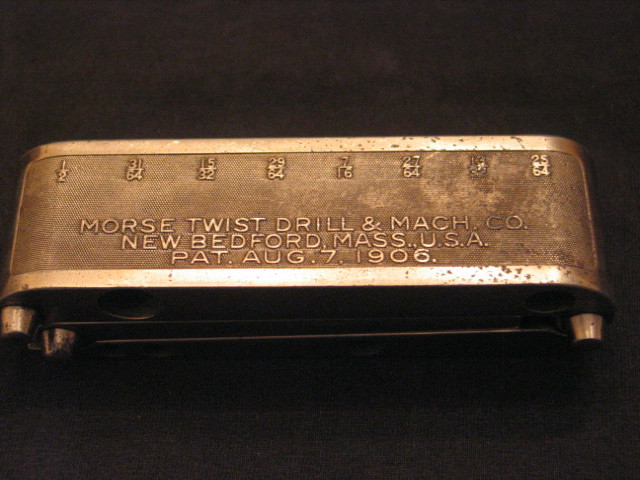 1/2 31/64 15/32 29/64 7/16 27/64 13/32 25/64
MORSE TWIST DRILL & MACH. CO.
NEW BEDFORD, MASS., U.S.A.
PAT. AUG. 7, 1906.